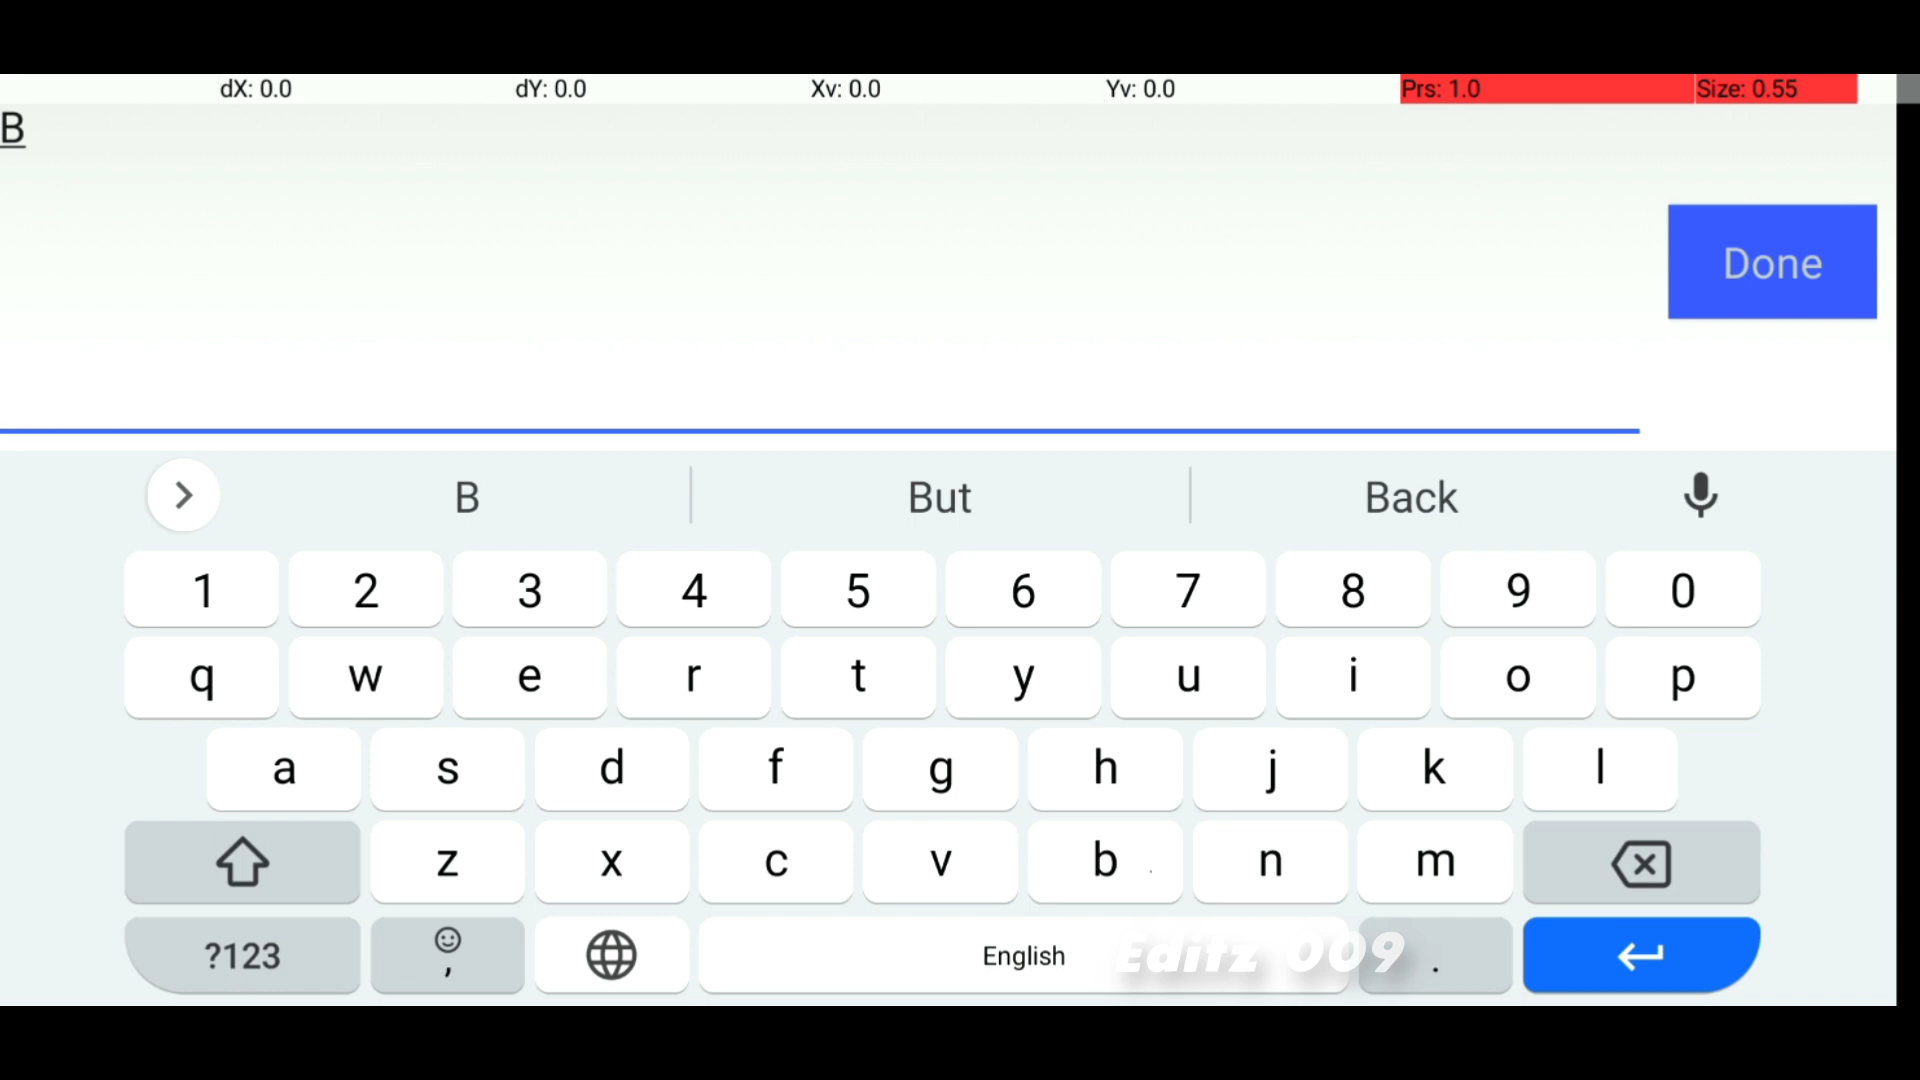 dX: 0.0 dY: 0.0 Xv: 0.0 Yv: 0.0 Prs: 1.0 Size: 0.55
B
Done
B But Back
1 2 3 4 5 6 7 8 9 0
q w e r t y u i o p
a s d f g h j k l
z x c v b n m
?123 , English Editz 009 .